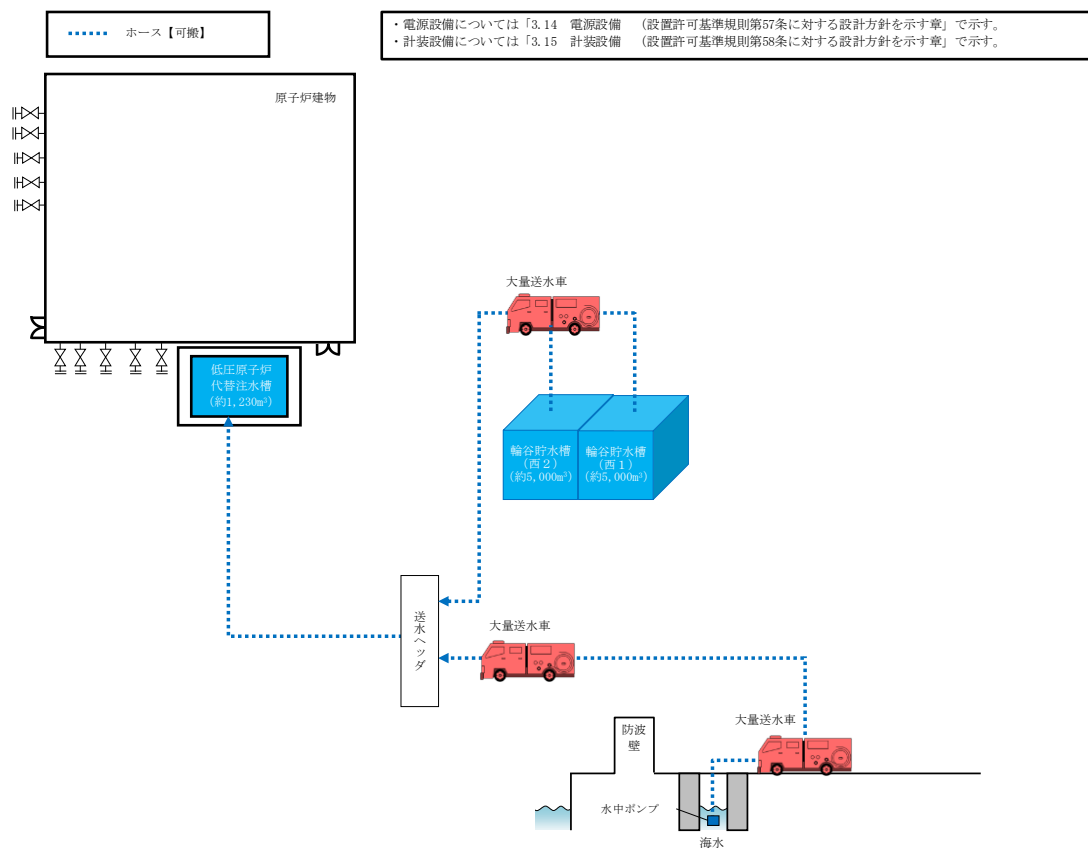 ホース【可搬】
・電源設備については「3.14 電源設備 (設置許可基準規則第57条に対する設計方針を示す章」で示す。
・計装設備については「3.15 計装設備 (設置許可基準規則第58条に対する設計方針を示す章」で示す。
原子炉建物
大量送水車
低圧原子炉
代替注水槽
(約1,230m³)
輪谷貯水槽
(西2)
(約5,000m³)
輪谷貯水槽
(西1)
(約5,000m³)
送水ヘッダ
大量送水車
大量送水車
防波
壁
水中ポンプ
海水